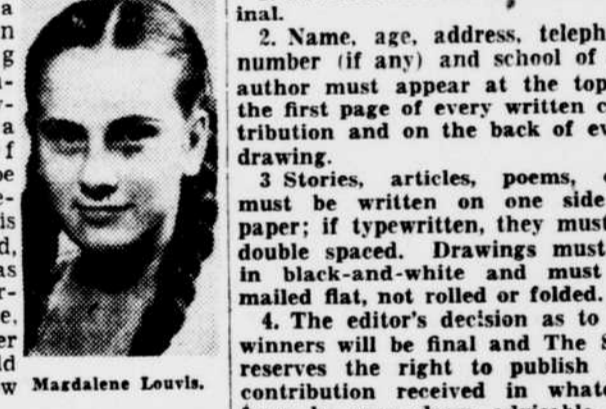 a
n
g
a
f
is
d,
as
r-
e,
er
ld
w
Magdalene Louvis.
inal.
2. Name, age, address, teleph
number (if any) and school of
author must appear at the top
the first page of every written c
tribution and on the back of ev
drawing.
3 Stories, articles, poems,
must be written on one side
paper; if typewritten, they must
double spaced. Drawings must
in black-and-white and must
mailed flat, not rolled or folded.
4. The editor's decision as to
winners will be final and The S
reserves the right to publish
contribution received in whate